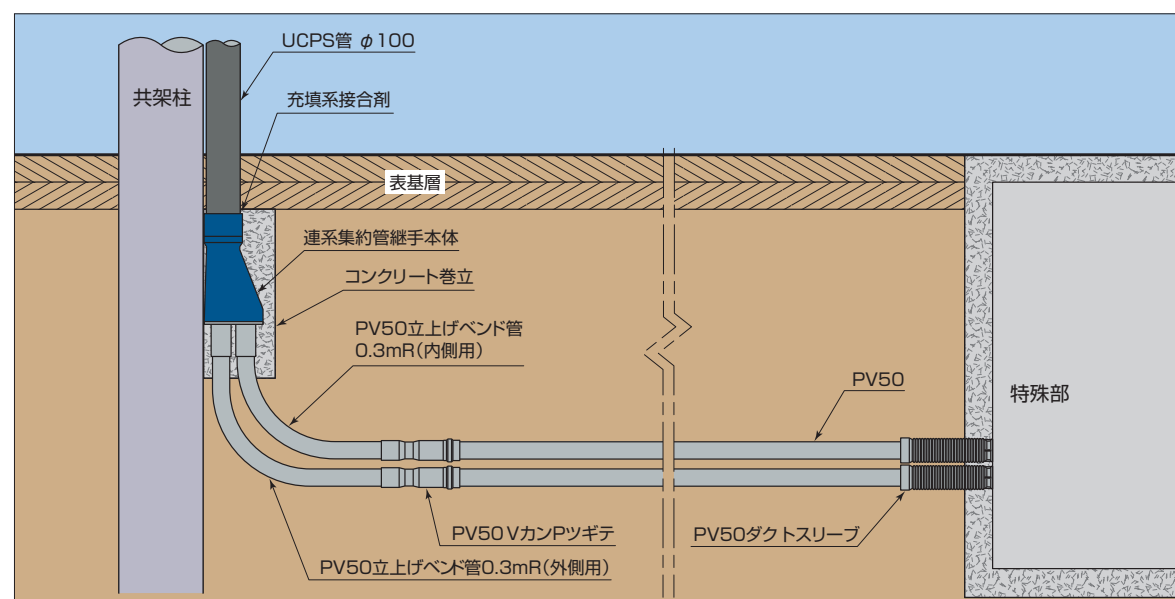 UCPS管 φ100
共架柱
充填系接合剤
表基層
連系集約管継手本体
コンクリート巻立
PV50立上げベンド管
0.3mR(内側用)
PV50
特殊部
PV50 VカンPツギテ
PV50ダクトスリーブ
PV50立上げベンド管0.3mR(外側用)